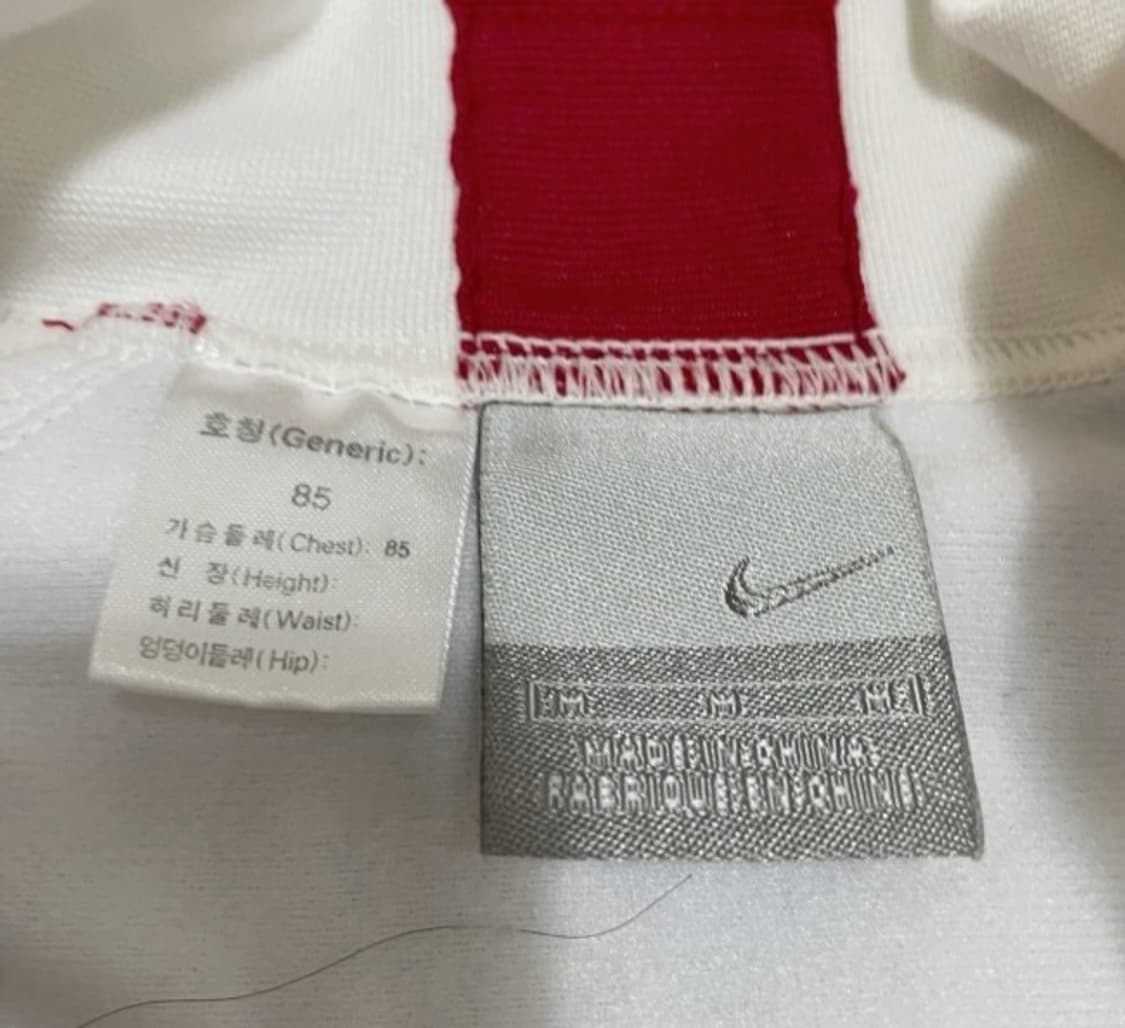 호칭(Generic):
85
가슴둘레(Chest): 85
신 장(Height):
허리둘레(Waist):
엉덩이둘레(Hip):
M M M
MADE IN CHINA
FABRIQUE EN CHINE